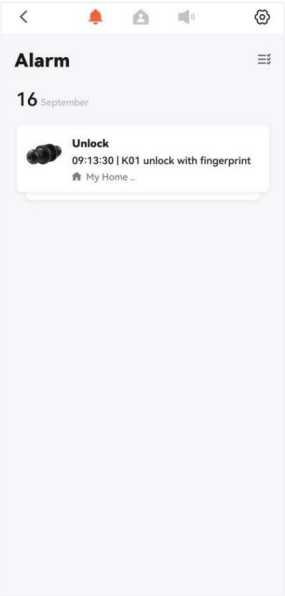 Alarm
16 September
Unlock
09:13:30 | K01 unlock with fingerprint
My Home ..